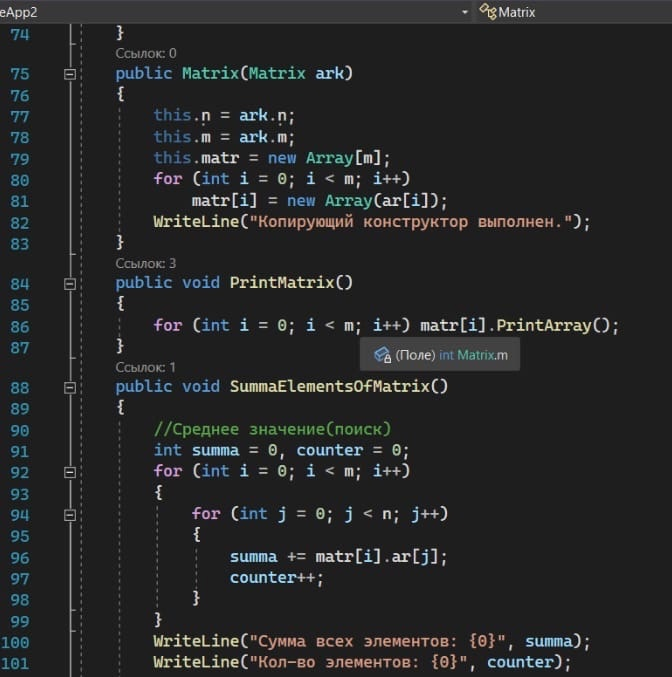 eApp2 Matrix
74 }
Ссылок: 0
75 public Matrix(Matrix ark)
76 {
77 this.n = ark.n;
78 this.m = ark.m;
79 this.matr = new Array[m];
80 for (int i = 0; i < m; i++)
81 matr[i] = new Array(ar[i]);
82 WriteLine("Копирующий конструктор выполнен.");
83 }
Ссылок: 3
84 public void PrintMatrix()
85 {
86 for (int i = 0; i < m; i++) matr[i].PrintArray();
87 }
(Поле) int Matrix.m
Ссылок: 1
88 public void SummaElementsOfMatrix()
89 {
90 //Среднее значение(поиск)
91 int summa = 0, counter = 0;
92 for (int i = 0; i < m; i++)
93 {
94 for (int j = 0; j < n; j++)
95 {
96 summa += matr[i].ar[j];
97 counter++;
98 }
99 }
100 WriteLine("Сумма всех элементов: {0}", summa);
101 WriteLine("Кол-во элементов: {0}", counter);